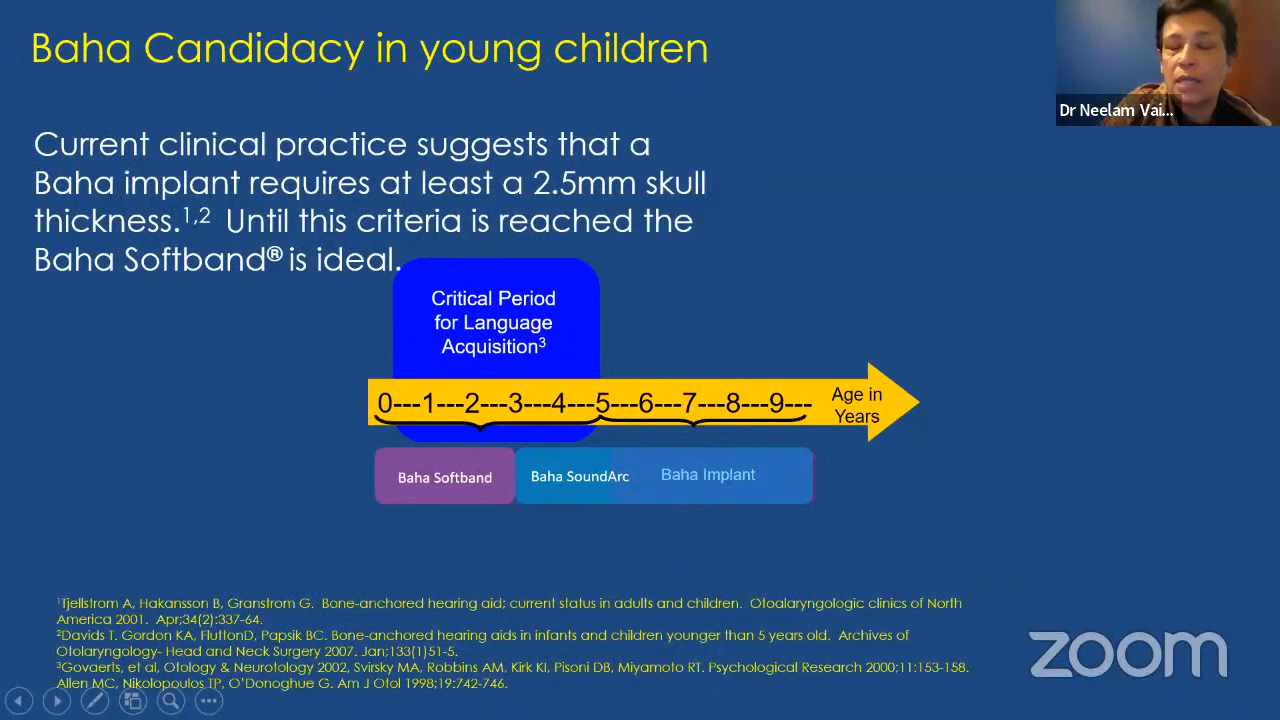 Baha Candidacy in young children
Dr Neelam Vai...
Current clinical practice suggests that a
Baha implant requires at least a 2.5mm skull
thickness.1,2 Until this criteria is reached the
Baha Softband® is ideal.
Critical Period
for Language
Acquisition3
0---1---2---3---4---5---6---7---8---9---
Age in
Years
Baha Softband
Baha SoundArc
Baha Implant
1Tjellstrom A, Hakansson B, Granstrom G. Bone-anchored hearing aid; current status in adults and children. Otoalaryngologic clinics of North
America 2001. Apr;34(2):337-64.
2Davids T. Gordon KA, FluttonD, Papsik BC. Bone-anchored hearing aids in infants and children younger than 5 years old. Archives of
Otolaryngology- Head and Neck Surgery 2007. Jan;133(1)51-5.
3Govaerts, et al, Otology & Neurotology 2002, Svirsky MA, Robbins AM, Kirk KI, Pisoni DB, Miyamoto RT. Psychological Research 2000;11:153-158.
Allen MC, Nikolopoulos TP, O'Donoghue G. Am J Otol 1998;19:742-746.
zoom